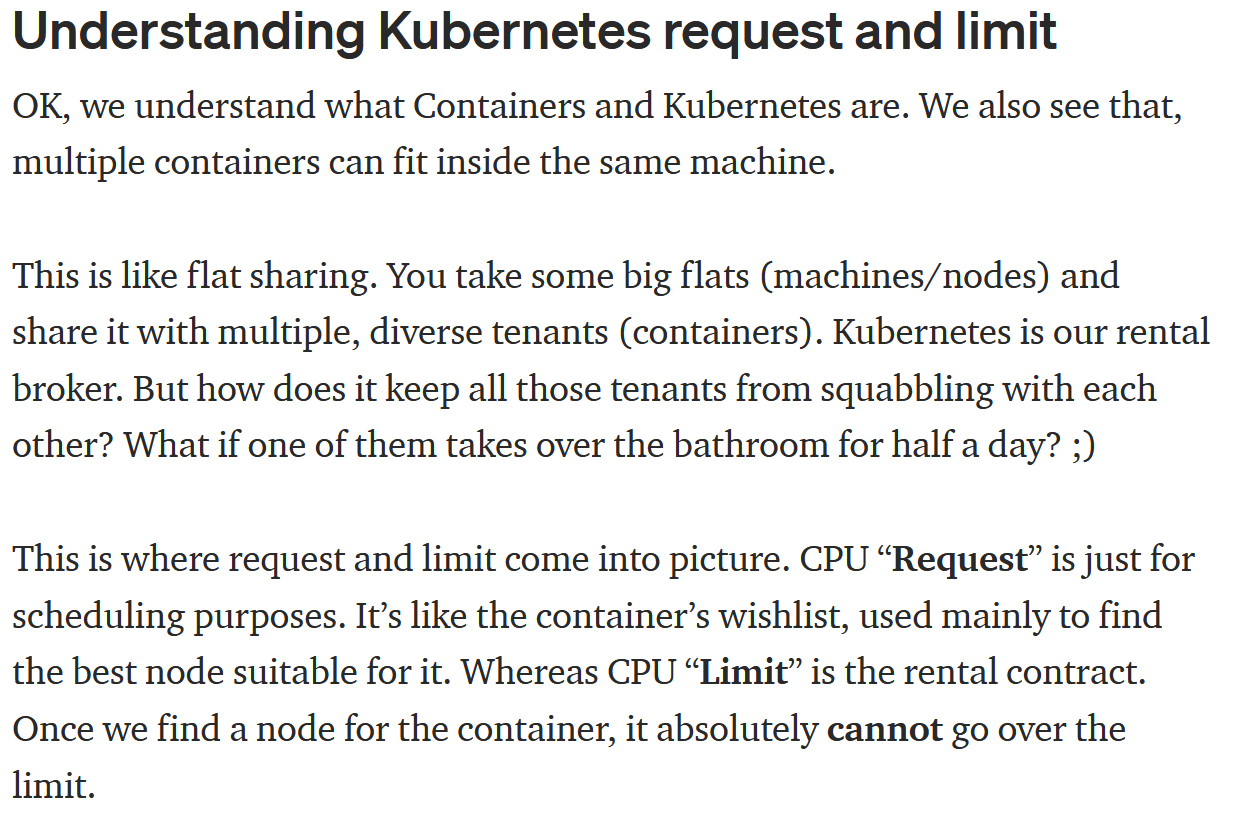 Understanding Kubernetes request and limit
OK, we understand what Containers and Kubernetes are. We also see that,
multiple containers can fit inside the same machine.
This is like flat sharing. You take some big flats (machines/nodes) and
share it with multiple, diverse tenants (containers). Kubernetes is our rental
broker. But how does it keep all those tenants from squabbling with each
other? What if one of them takes over the bathroom for half a day? ;)
This is where request and limit come into picture. CPU “Request” is just for
scheduling purposes. It’s like the container’s wishlist, used mainly to find
the best node suitable for it. Whereas CPU “Limit” is the rental contract.
Once we find a node for the container, it absolutely cannot go over the
limit.